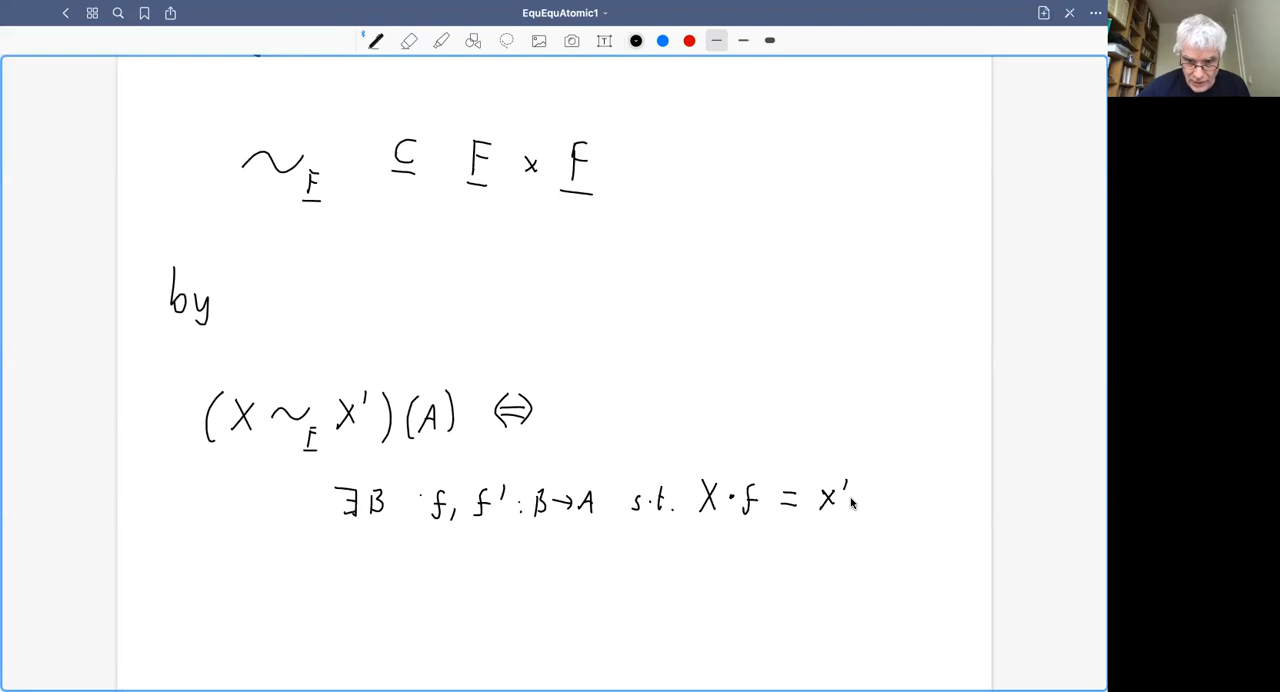 EquEquAtomic1
~_F ⊆ F × F
by
(X ~_F X')(A) ⇔
∃B f, f' : B → A s.t. X · f = X'